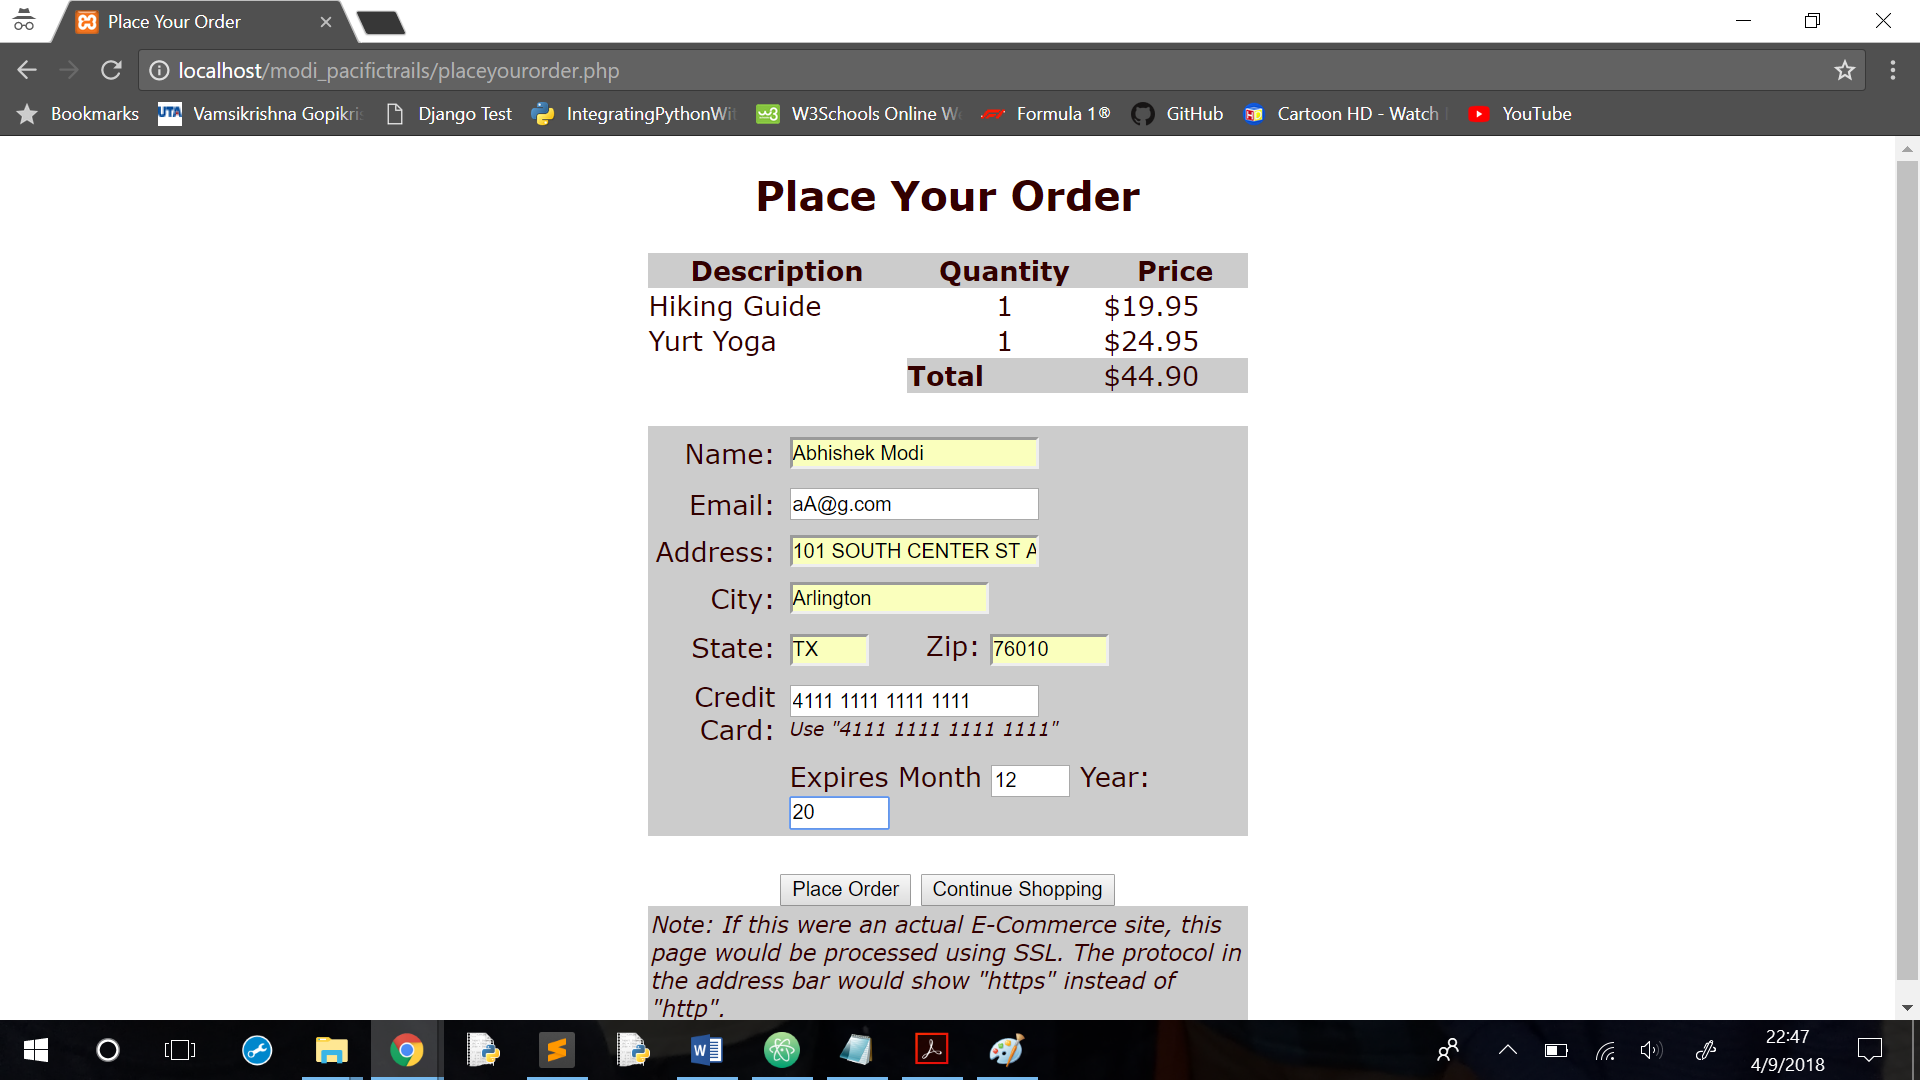 Place Your Order
localhost/modi_pacifictrails/placeyourorder.php
Bookmarks Vamsikrishna Gopikri Django Test IntegratingPythonWi W3Schools Online W Formula 1® GitHub Cartoon HD - Watch YouTube
Place Your Order
Description Quantity Price
Hiking Guide 1 $19.95
Yurt Yoga 1 $24.95
Total $44.90
Name: Abhishek Modi
Email: aA@g.com
Address: 101 SOUTH CENTER ST A
City: Arlington
State: TX Zip: 76010
Credit 4111 1111 1111 1111
Card: Use "4111 1111 1111 1111"
Expires Month 12 Year:
20
Place Order Continue Shopping
Note: If this were an actual E-Commerce site, this
page would be processed using SSL. The protocol in
the address bar would show "https" instead of
"http".
22:47
4/9/2018